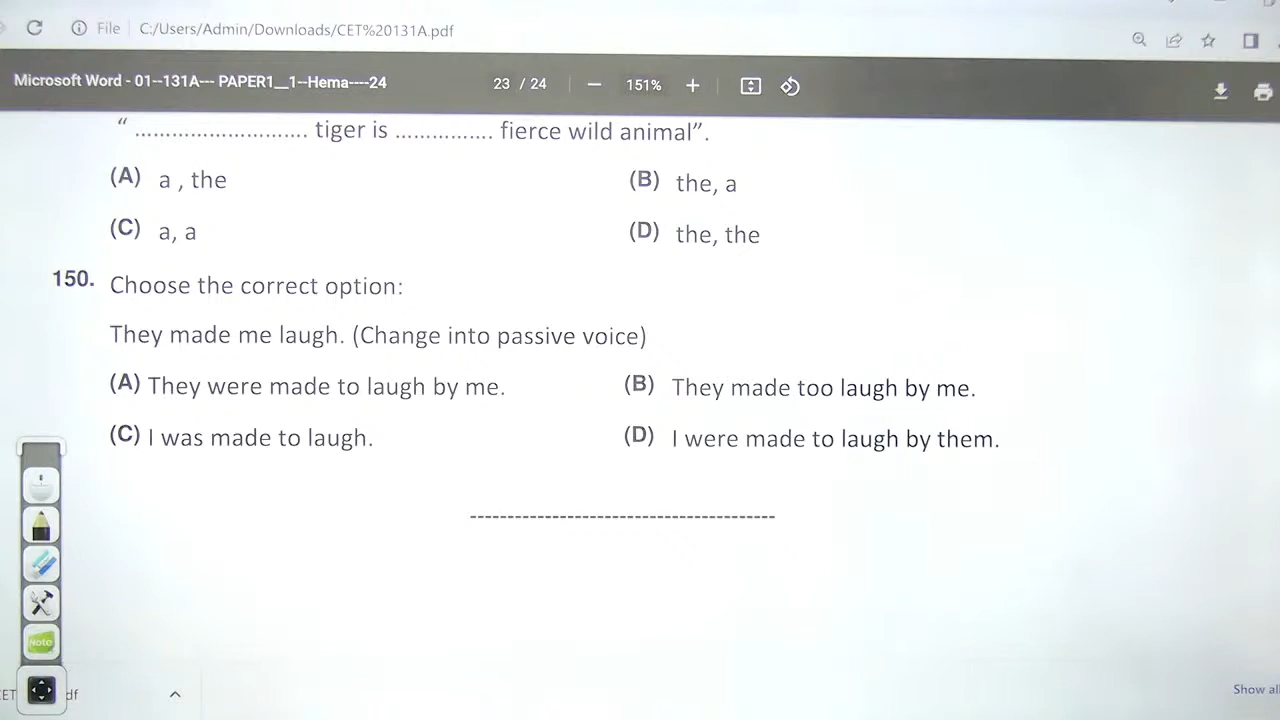 File C:/Users/Admin/Downloads/CET%20131A.pdf
Microsoft Word - 01--131A--- PAPER1__1--Hema----24 23 / 24 151%
“ ........................... tiger is ................ fierce wild animal”.
(A) a , the (B) the, a
(C) a, a (D) the, the
150. Choose the correct option:
They made me laugh. (Change into passive voice)
(A) They were made to laugh by me. (B) They made too laugh by me.
(C) I was made to laugh. (D) I were made to laugh by them.
-----------------------------------------
Note
CET df Show all